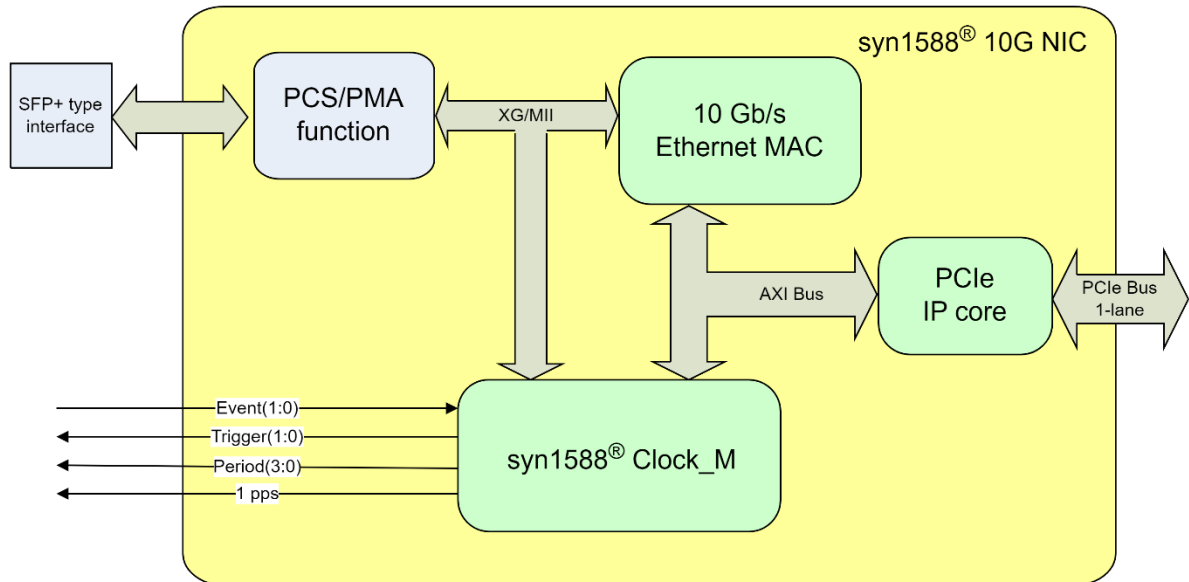 syn1588® 10G NIC
SFP+ type
interface
PCS/PMA
function
XG/MII
10 Gb/s
Ethernet MAC
AXI Bus
PCIe
IP core
PCIe Bus
1-lane
Event(1:0)
Trigger(1:0)
Period(3:0)
1 pps
syn1588® Clock_M